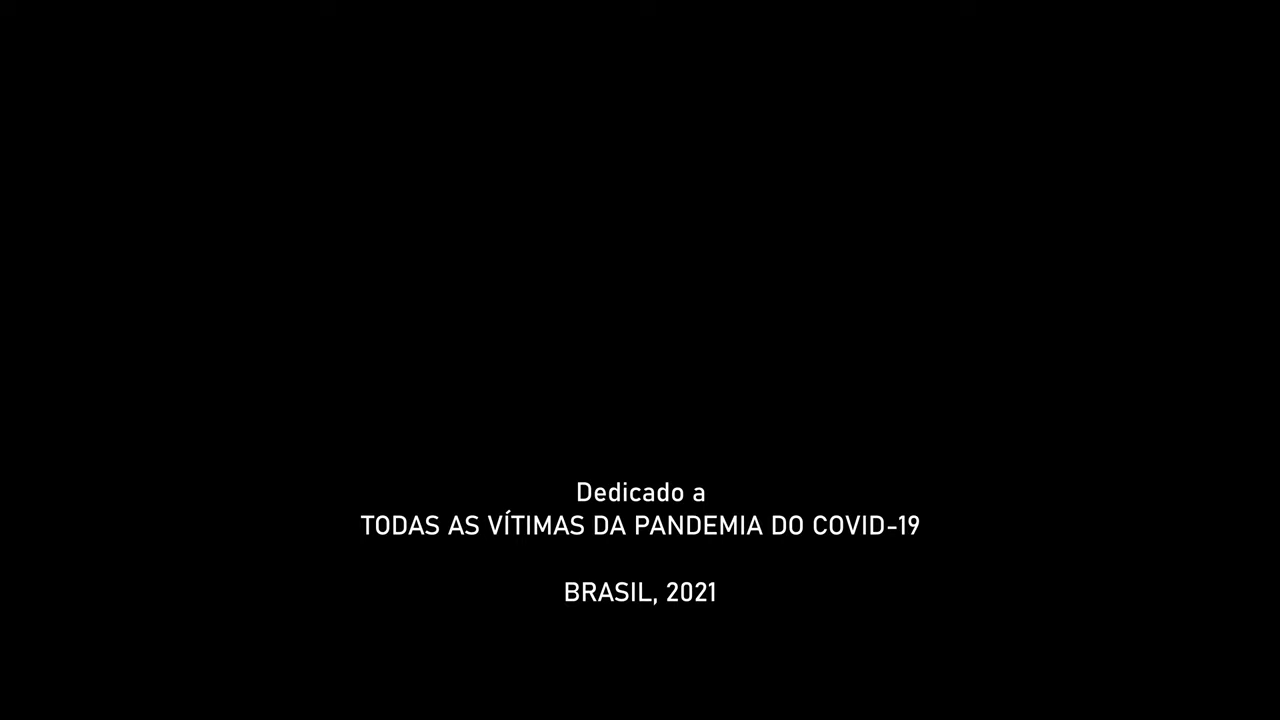 Dedicado a
TODAS AS VÍTIMAS DA PANDEMIA DO COVID-19
BRASIL, 2021